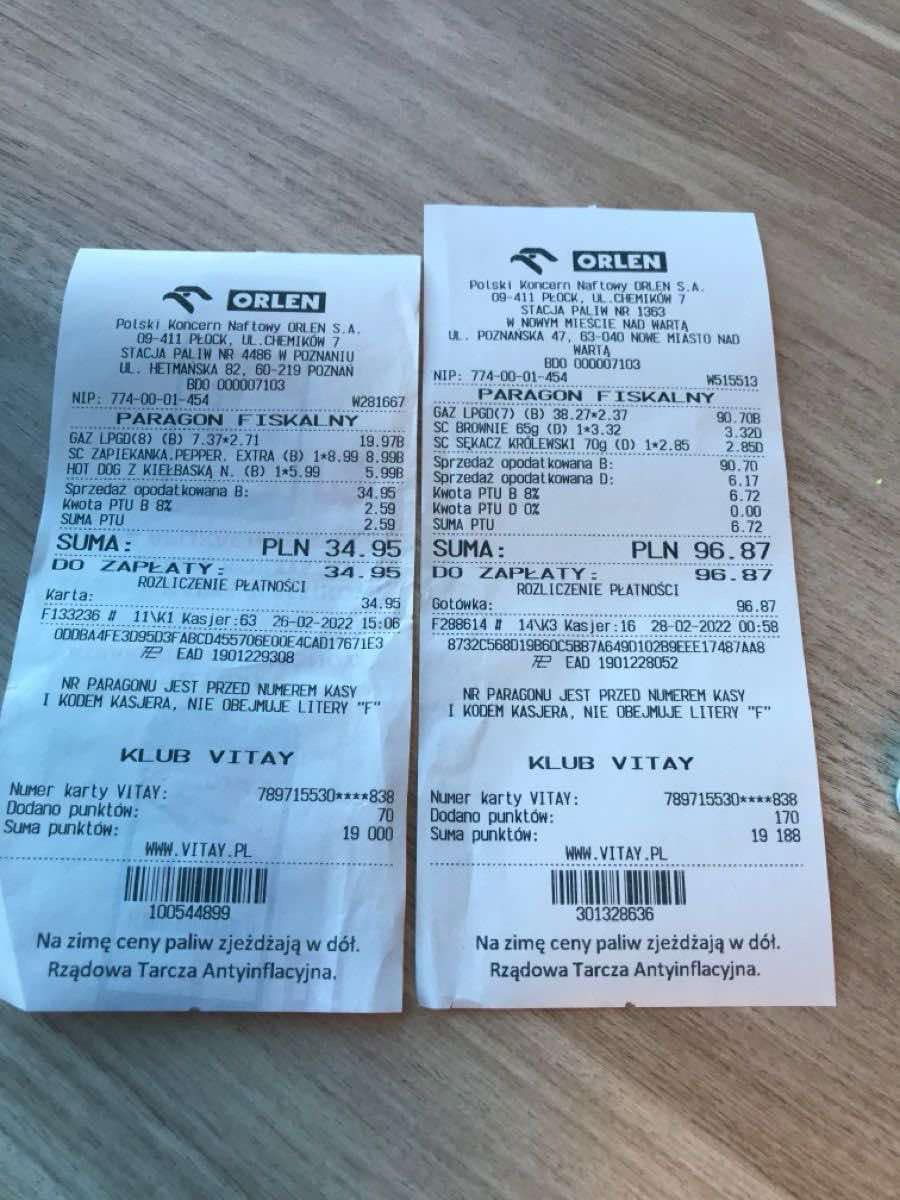 ORLEN
Polski Koncern Naftowy ORLEN S.A.
09-411 PŁOCK, UL.CHEMIKÓW 7
STACJA PALIW NR 4486 W POZNANIU
UL. HETMAŃSKA 82, 60-219 POZNAŃ
BDO 000007103
NIP: 774-00-01-454 W281667
PARAGON FISKALNY
GAZ LPGD(8) (B) 7.37*2.71 19.97B
SC ZAPIEKANKA.PEPPER. EXTRA (B) 1*8.99 8.99B
HOT DOG Z KIEŁBASKĄ N. (B) 1*5.99 5.99B
Sprzedaż opodatkowana B: 34.95
Kwota PTU B 8% 2.59
SUMA PTU 2.59
SUMA: PLN 34.95
DO ZAPŁATY: 34.95
ROZLICZENIE PŁATNOŚCI
Karta: 34.95
F133236 # 11\K1 Kasjer:63 26-02-2022 15:06
0DDBA4FE3D95D3FABCD455706E00E4CAD17671E3
EAD 1901229308
NR PARAGONU JEST PRZED NUMEREM KASY
I KODEM KASJERA, NIE OBEJMUJE LITERY "F"
KLUB VITAY
Numer karty VITAY: 789715530****838
Dodano punktów: 70
Suma punktów: 19 000
WWW.VITAY.PL
100544899
Na zimę ceny paliw zjeżdżają w dół.
Rządowa Tarcza Antyinflacyjna.
ORLEN
Polski Koncern Naftowy ORLEN S.A.
09-411 PŁOCK, UL.CHEMIKÓW 7
STACJA PALIW NR 1363
W NOWYM MIEŚCIE NAD WARTĄ
UL. POZNAŃSKA 47, 63-040 NOWE MIASTO NAD
WARTĄ
BDO 000007103
NIP: 774-00-01-454 W515513
PARAGON FISKALNY
GAZ LPGD(7) (B) 38.27*2.37 90.70B
SC BROWNIE 65g (D) 1*3.32 3.32D
SC SĘKACZ KRÓLEWSKI 70g (D) 1*2.85 2.85D
Sprzedaż opodatkowana B: 90.70
Sprzedaż opodatkowana D: 6.17
Kwota PTU B 8% 6.72
Kwota PTU D 0% 0.00
SUMA PTU 6.72
SUMA: PLN 96.87
DO ZAPŁATY: 96.87
ROZLICZENIE PŁATNOŚCI
Gotówka: 96.87
F298614 # 14\K3 Kasjer:16 28-02-2022 00:58
8732C568D19B60C5B87A649D102B9EEE17487AA8
EAD 1901228052
NR PARAGONU JEST PRZED NUMEREM KASY
I KODEM KASJERA, NIE OBEJMUJE LITERY "F"
KLUB VITAY
Numer karty VITAY: 789715530****838
Dodano punktów: 170
Suma punktów: 19 188
WWW.VITAY.PL
301328636
Na zimę ceny paliw zjeżdżają w dół.
Rządowa Tarcza Antyinflacyjna.